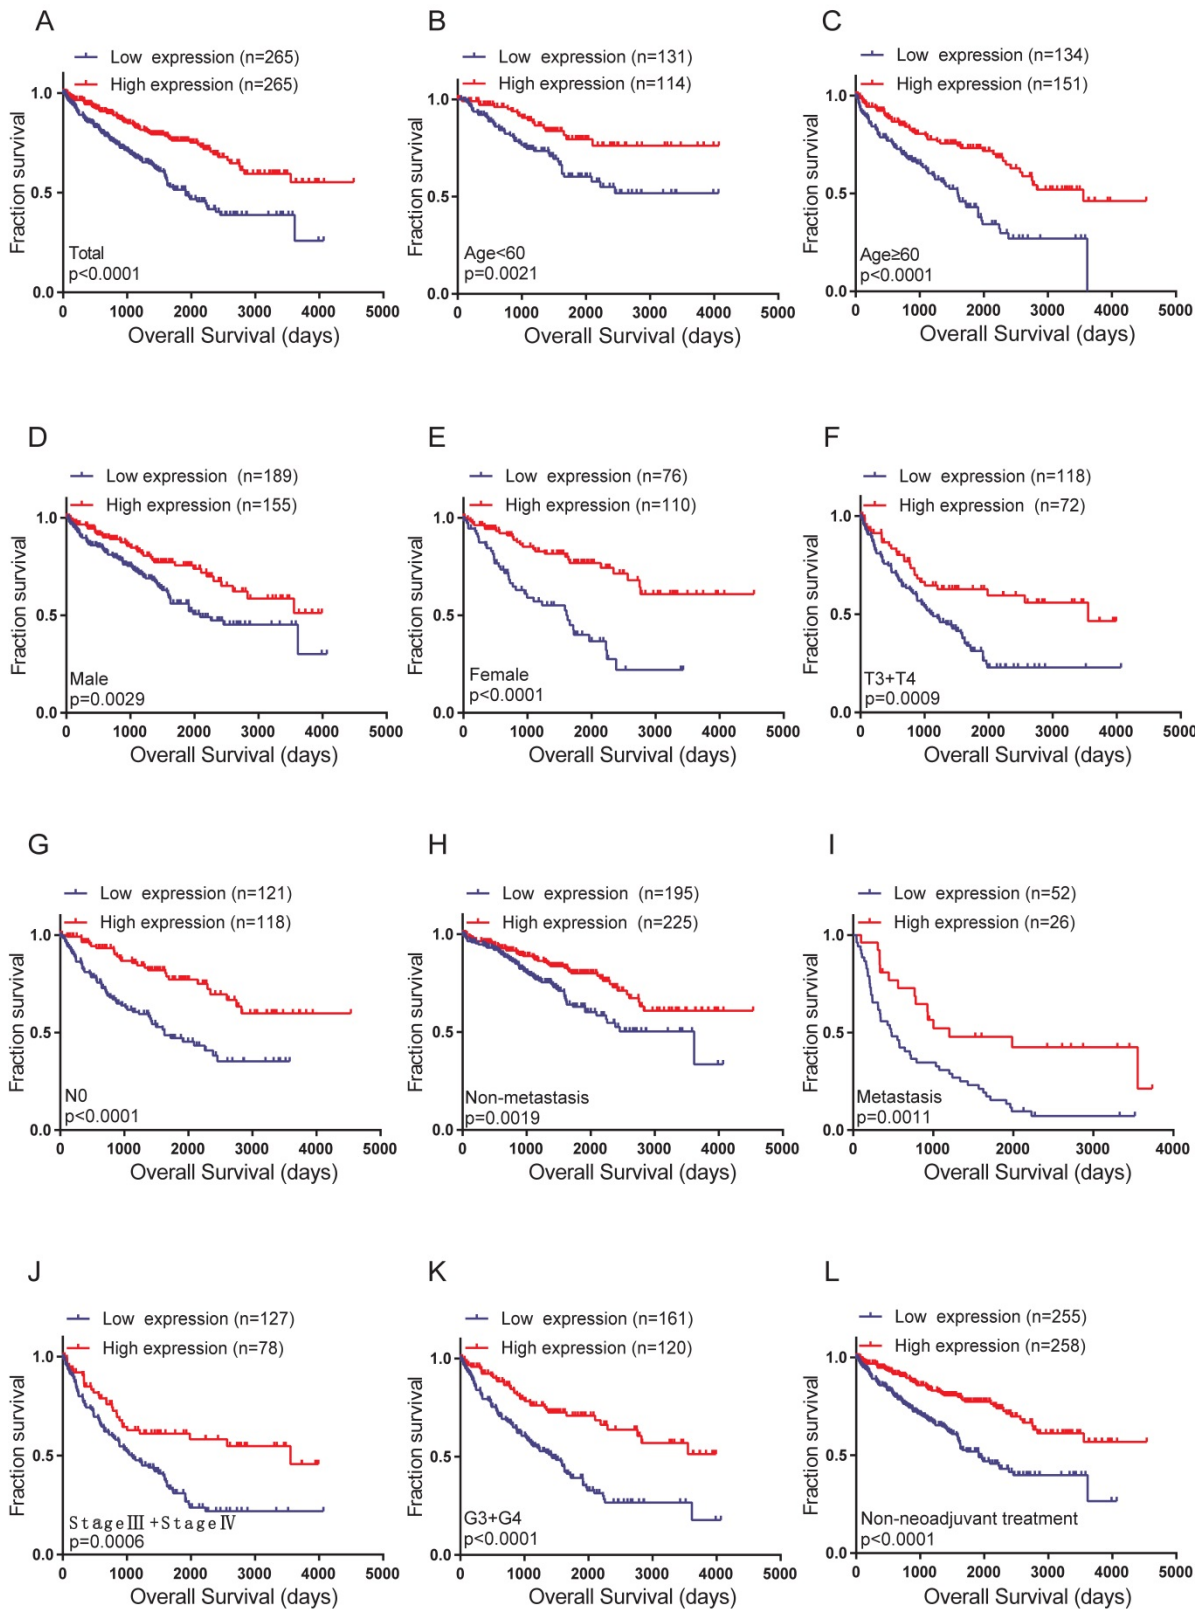 A
Low expression (n=265)
High expression (n=265)
Fraction survival
1.0
0.5
0.0
Total
p<0.0001
0 1000 2000 3000 4000 5000
Overall Survival (days)
B
Low expression (n=131)
High expression (n=114)
Fraction survival
1.0
0.5
0.0
Age<60
p=0.0021
0 1000 2000 3000 4000 5000
Overall Survival (days)
C
Low expression (n=134)
High expression (n=151)
Fraction survival
1.0
0.5
0.0
Age≥60
p<0.0001
0 1000 2000 3000 4000 5000
Overall Survival (days)
D
Low expression (n=189)
High expression (n=155)
Fraction survival
1.0
0.5
0.0
Male
p=0.0029
0 1000 2000 3000 4000 5000
Overall Survival (days)
E
Low expression (n=76)
High expression (n=110)
Fraction survival
1.0
0.5
0.0
Female
p<0.0001
0 1000 2000 3000 4000 5000
Overall Survival (days)
F
Low expression (n=118)
High expression (n=72)
Fraction survival
1.0
0.5
0.0
T3+T4
p=0.0009
0 1000 2000 3000 4000 5000
Overall Survival (days)
G
Low expression (n=121)
High expression (n=118)
Fraction survival
1.0
0.5
0.0
N0
p<0.0001
0 1000 2000 3000 4000 5000
Overall Survival (days)
H
Low expression (n=195)
High expression (n=225)
Fraction survival
1.0
0.5
0.0
Non-metastasis
p=0.0019
0 1000 2000 3000 4000 5000
Overall Survival (days)
I
Low expression (n=52)
High expression (n=26)
Fraction survival
1.0
0.5
0.0
Metastasis
p=0.0011
0 1000 2000 3000 4000
Overall Survival (days)
J
Low expression (n=127)
High expression (n=78)
Fraction survival
1.0
0.5
0.0
StageⅢ+StageⅣ
p=0.0006
0 1000 2000 3000 4000 5000
Overall Survival (days)
K
Low expression (n=161)
High expression (n=120)
Fraction survival
1.0
0.5
0.0
G3+G4
p<0.0001
0 1000 2000 3000 4000 5000
Overall Survival (days)
L
Low expression (n=255)
High expression (n=258)
Fraction survival
1.0
0.5
0.0
Non-neoadjuvant treatment
p<0.0001
0 1000 2000 3000 4000 5000
Overall Survival (days)